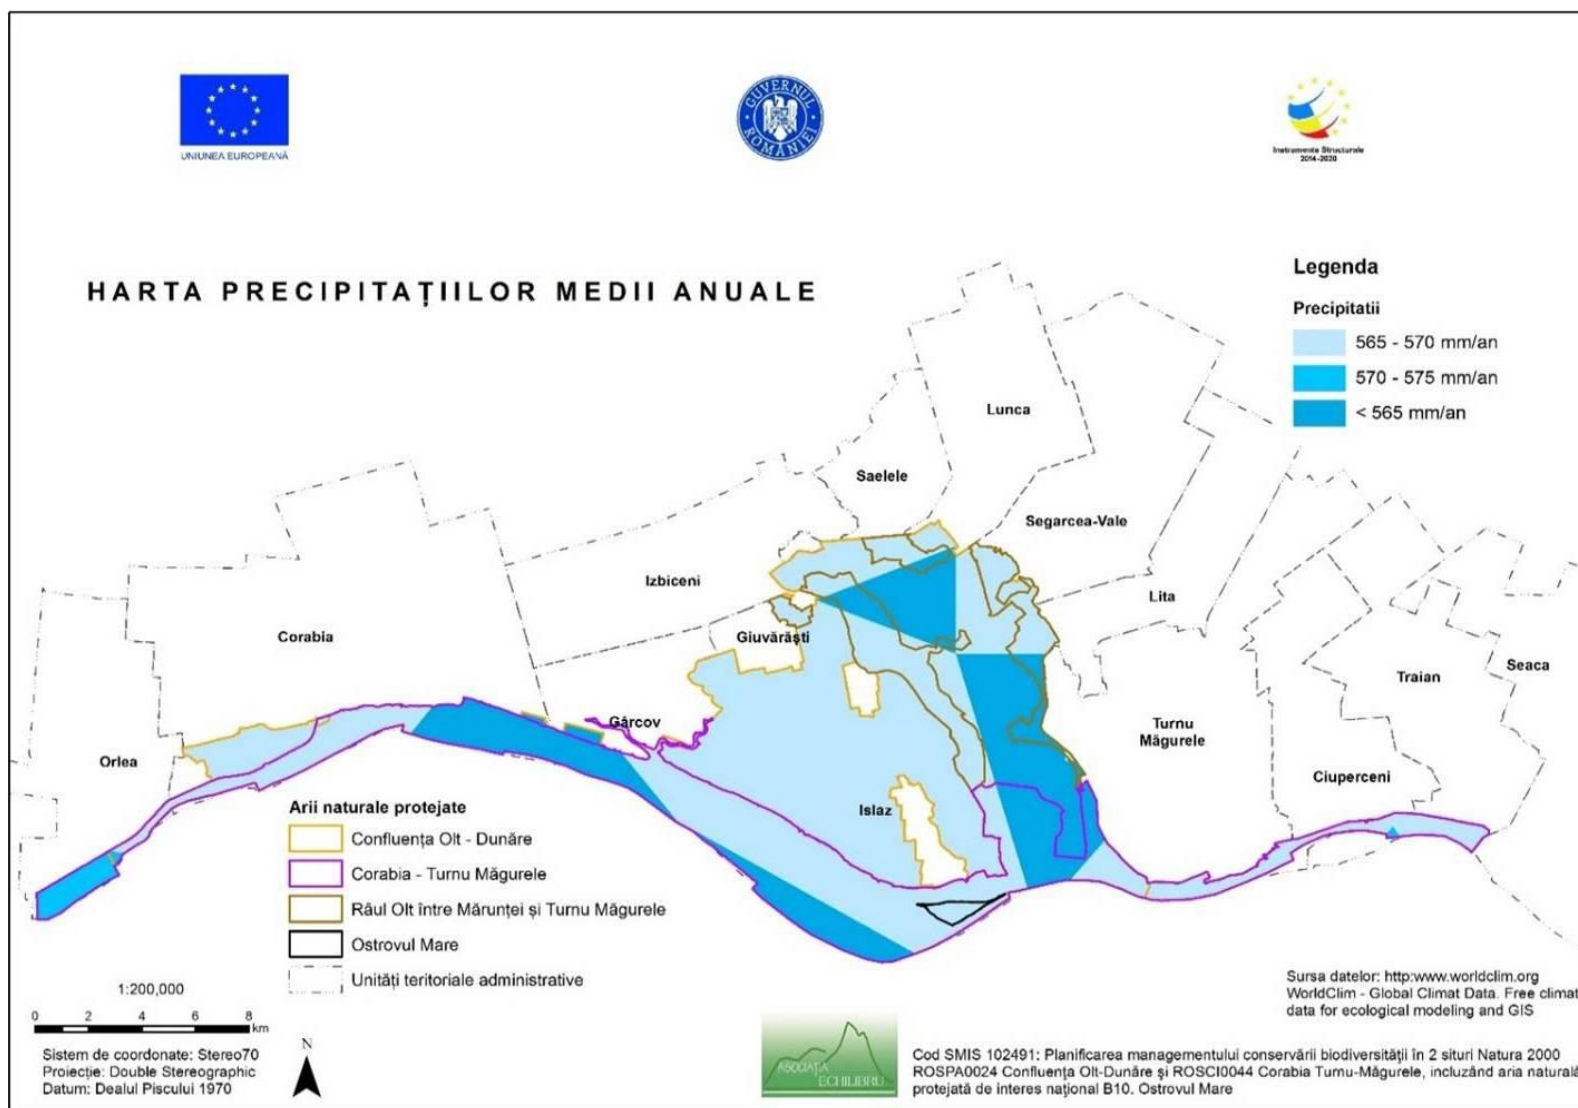 UNIUNEA EUROPEANĂ
GUVERNUL ROMÂNIEI
Instrumente Structurale
2014-2020
HARTA PRECIPITAȚIILOR MEDII ANUALE
Legenda
Precipitatii
565 - 570 mm/an
570 - 575 mm/an
< 565 mm/an
Lunca
Saelele
Segarcea-Vale
Izbiceni
Lita
Corabia
Giuvărăști
Traian
Seaca
Gârcov
Turnu
Măgurele
Orlea
Ciuperceni
Islaz
Arii naturale protejate
Confluența Olt - Dunăre
Corabia - Turnu Măgurele
Râul Olt între Mărunței și Turnu Măgurele
Ostrovul Mare
Unități teritoriale administrative
1:200,000
0 2 4 6 8
km
N
Sistem de coordonate: Stereo70
Proiecție: Double Stereographic
Datum: Dealul Piscului 1970
Sursa datelor: http:www.worldclim.org
WorldClim - Global Climat Data. Free climat
data for ecological modeling and GIS
ASOCIAȚIA
ECHILIBRU
Cod SMIS 102491: Planificarea managementului conservării biodiversității în 2 situri Natura 2000
ROSPA0024 Confluența Olt-Dunăre și ROSCI0044 Corabia Turnu-Măgurele, incluzând aria naturală
protejată de interes național B10. Ostrovul Mare